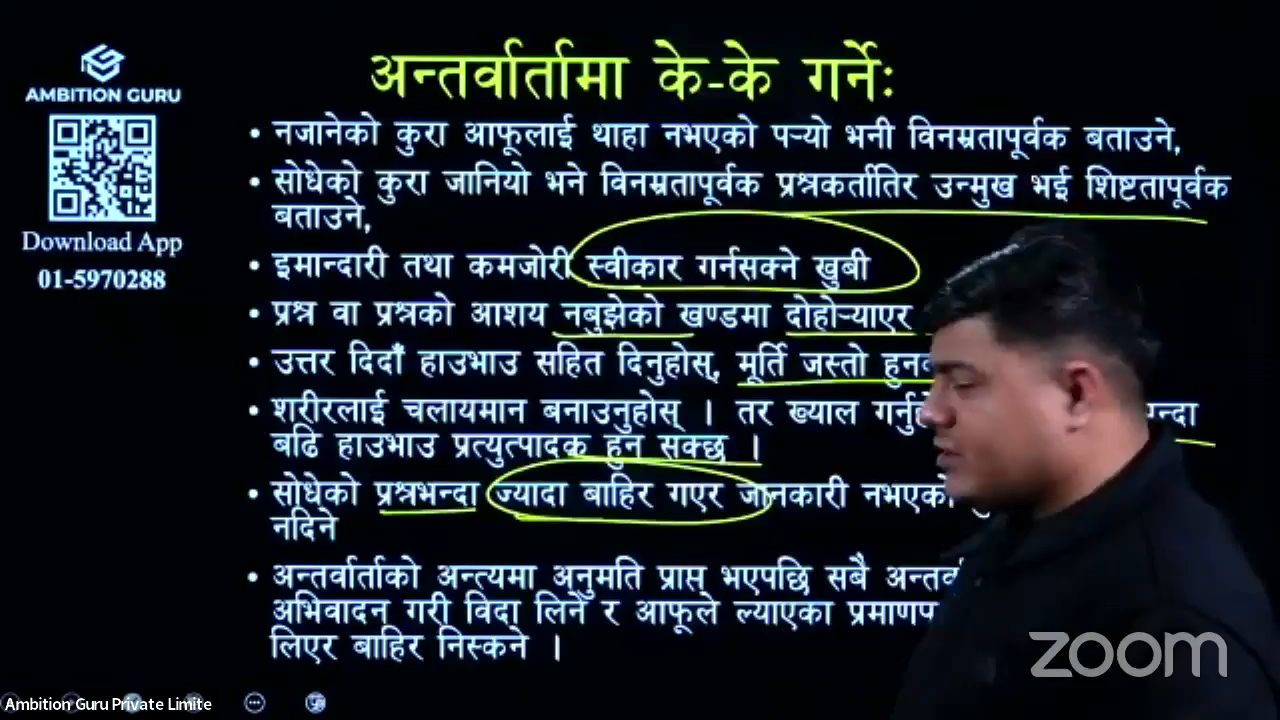 AMBITION GURU
Download App
01-5970288
अन्तर्वार्तामा के-के गर्नेः
• नजानेको कुरा आफूलाई थाहा नभएको पर्‍यो भनी विनम्रतापूर्वक बताउने,
• सोधेको कुरा जानियो भने विनम्रतापूर्वक प्रश्नकर्तातिर उन्मुख भई शिष्टतापूर्वक
बताउने,
• इमान्दारी तथा कमजोरी स्वीकार गर्नसक्ने खुबी
• प्रश्न वा प्रश्नको आशय नबुझेको खण्डमा दोहोर्‍याएर
• उत्तर दिदाँ हाउभाउ सहित दिनुहोस्, मूर्ति जस्तो
• शरीरलाई चलायमान बनाउनुहोस् । तर ख्याल
बढि हाउभाउ प्रत्युत्पादक हुन सक्छ ।
• सोधेको प्रश्नभन्दा ज्यादा बाहिर गएर जानकारी नभएको
नदिने
• अन्तर्वार्ताको अन्त्यमा अनुमति प्राप्त भएपछि सबै
अभिवादन गरी विदा लिने र आफूले ल्याएका
लिएर बाहिर निस्कने ।
zoom
Ambition Guru Private Limite